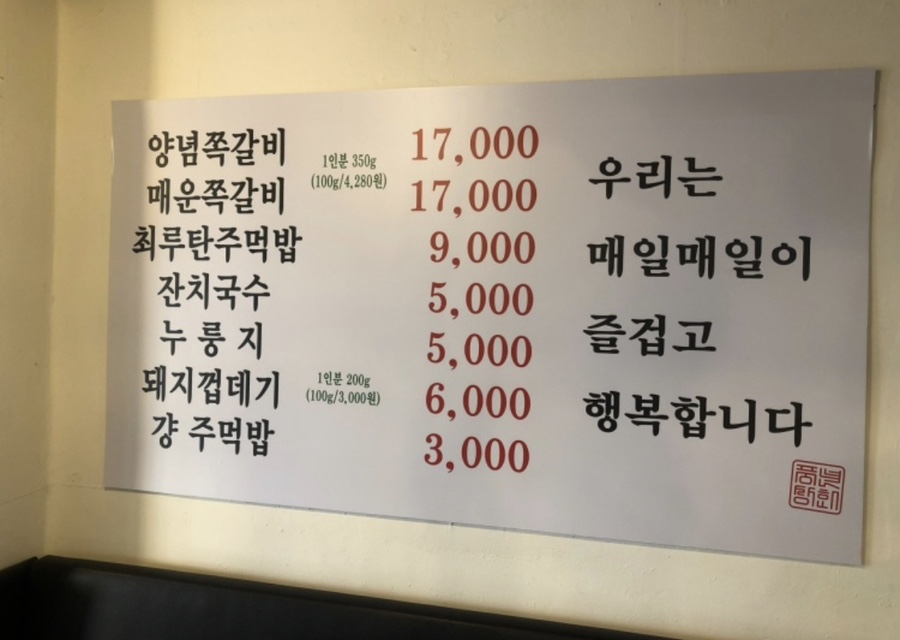 양념쪽갈비 17,000
1인분 350g
(100g/4,280원)
매운쪽갈비 17,000
최루탄주먹밥 9,000
잔치국수 5,000
누룽지 5,000
돼지껍데기 6,000
1인분 200g
(100g/3,000원)
걍 주먹밥 3,000
우리는
매일매일이
즐겁고
행복합니다